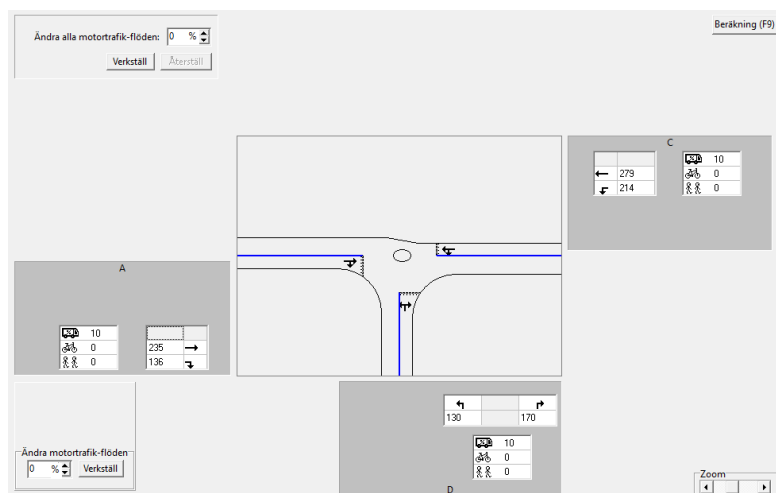 Ändra alla motortrafik-flöden: 0 %
Verkställ Återställ
Beräkning (F9)
C
10
279 0
214 0
A
10
0 235
0 136
130 170
10
0
0
D
Ändra motortrafik-flöden
0 % Verkställ
Zoom